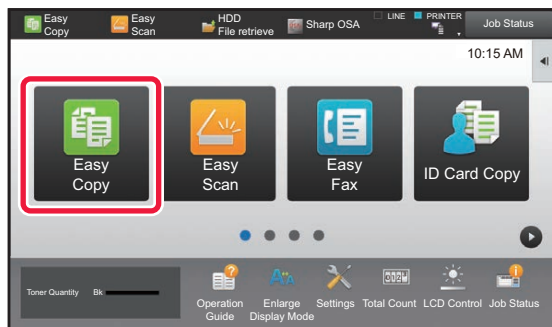 Easy
Copy
Easy
Scan
HDD
File retrieve
Sharp OSA
LINE
PRINTER
Job Status
10:15 AM
Easy
Copy
Easy
Scan
Easy
Fax
ID Card Copy
Toner Quantity Bk
Operation
Guide
Enlarge
Display Mode
Settings
Total Count
LCD Control
Job Status